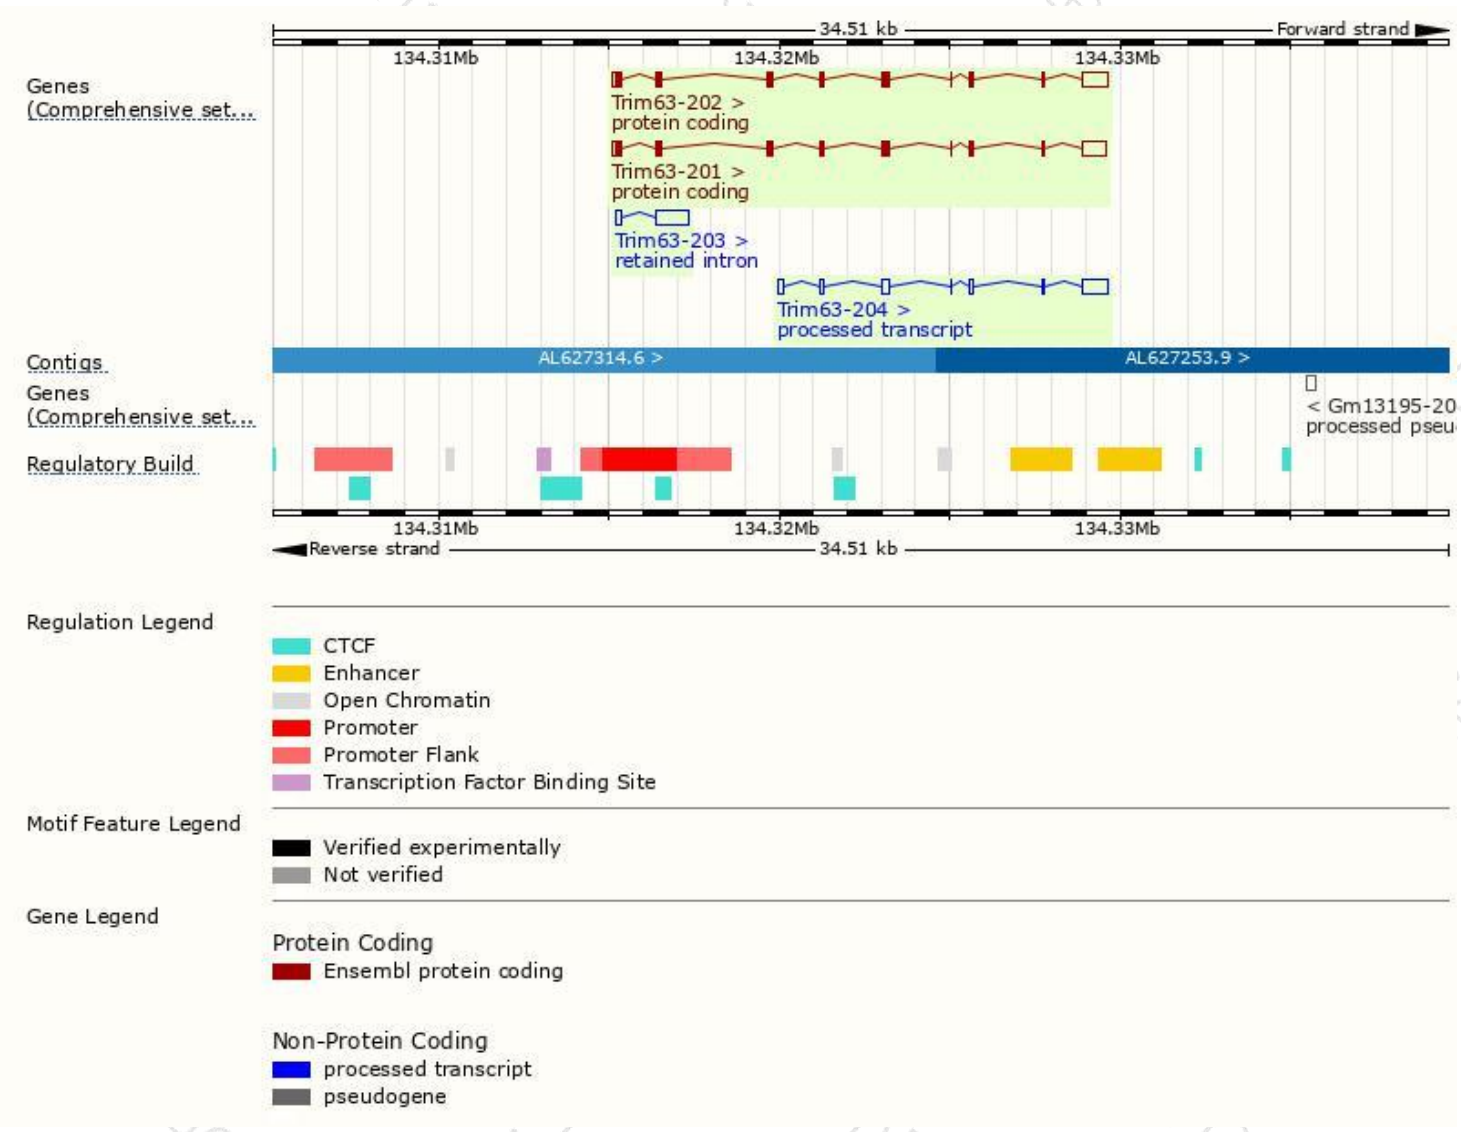 34.51 kb Forward strand
134.31Mb 134.32Mb 134.33Mb
Genes
(Comprehensive set...
Trim63-202 >
protein coding
Trim63-201 >
protein coding
Trim63-203 >
retained intron
Trim63-204 >
processed transcript
Contigs
AL627314.6 > AL627253.9 >
Genes
(Comprehensive set...
< Gm13195-20
processed pseu
Regulatory Build
134.31Mb 134.32Mb 134.33Mb
Reverse strand 34.51 kb
Regulation Legend
CTCF
Enhancer
Open Chromatin
Promoter
Promoter Flank
Transcription Factor Binding Site
Motif Feature Legend
Verified experimentally
Not verified
Gene Legend
Protein Coding
Ensembl protein coding
Non-Protein Coding
processed transcript
pseudogene